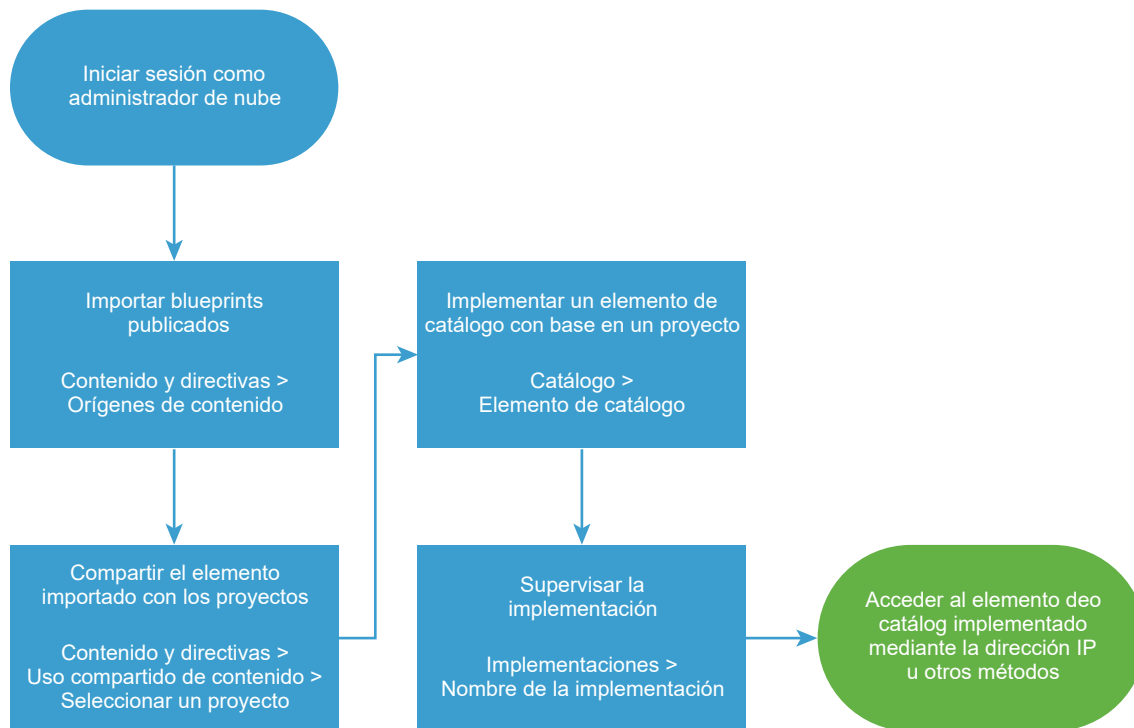 Iniciar sesión como
administrador de nube
Importar blueprints
publicados
Contenido y directivas >
Orígenes de contenido
Compartir el elemento
importado con los proyectos
Contenido y directivas >
Uso compartido de contenido >
Seleccionar un proyecto
Implementar un elemento de
catálogo con base en un proyecto
Catálogo >
Elemento de catálogo
Supervisar la
implementación
Implementaciones >
Nombre de la implementación
Acceder al elemento deo
catálog implementado
mediante la dirección IP
u otros métodos